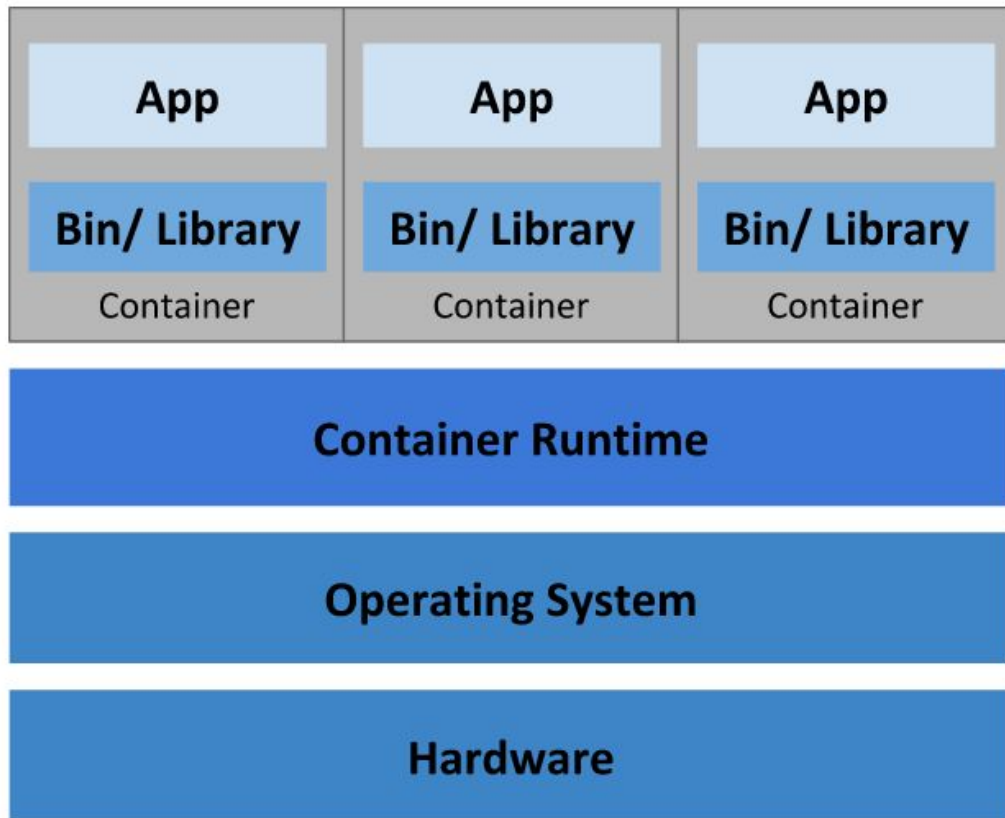 App App App
Bin/ Library Bin/ Library Bin/ Library
Container Container Container
Container Runtime
Operating System
Hardware